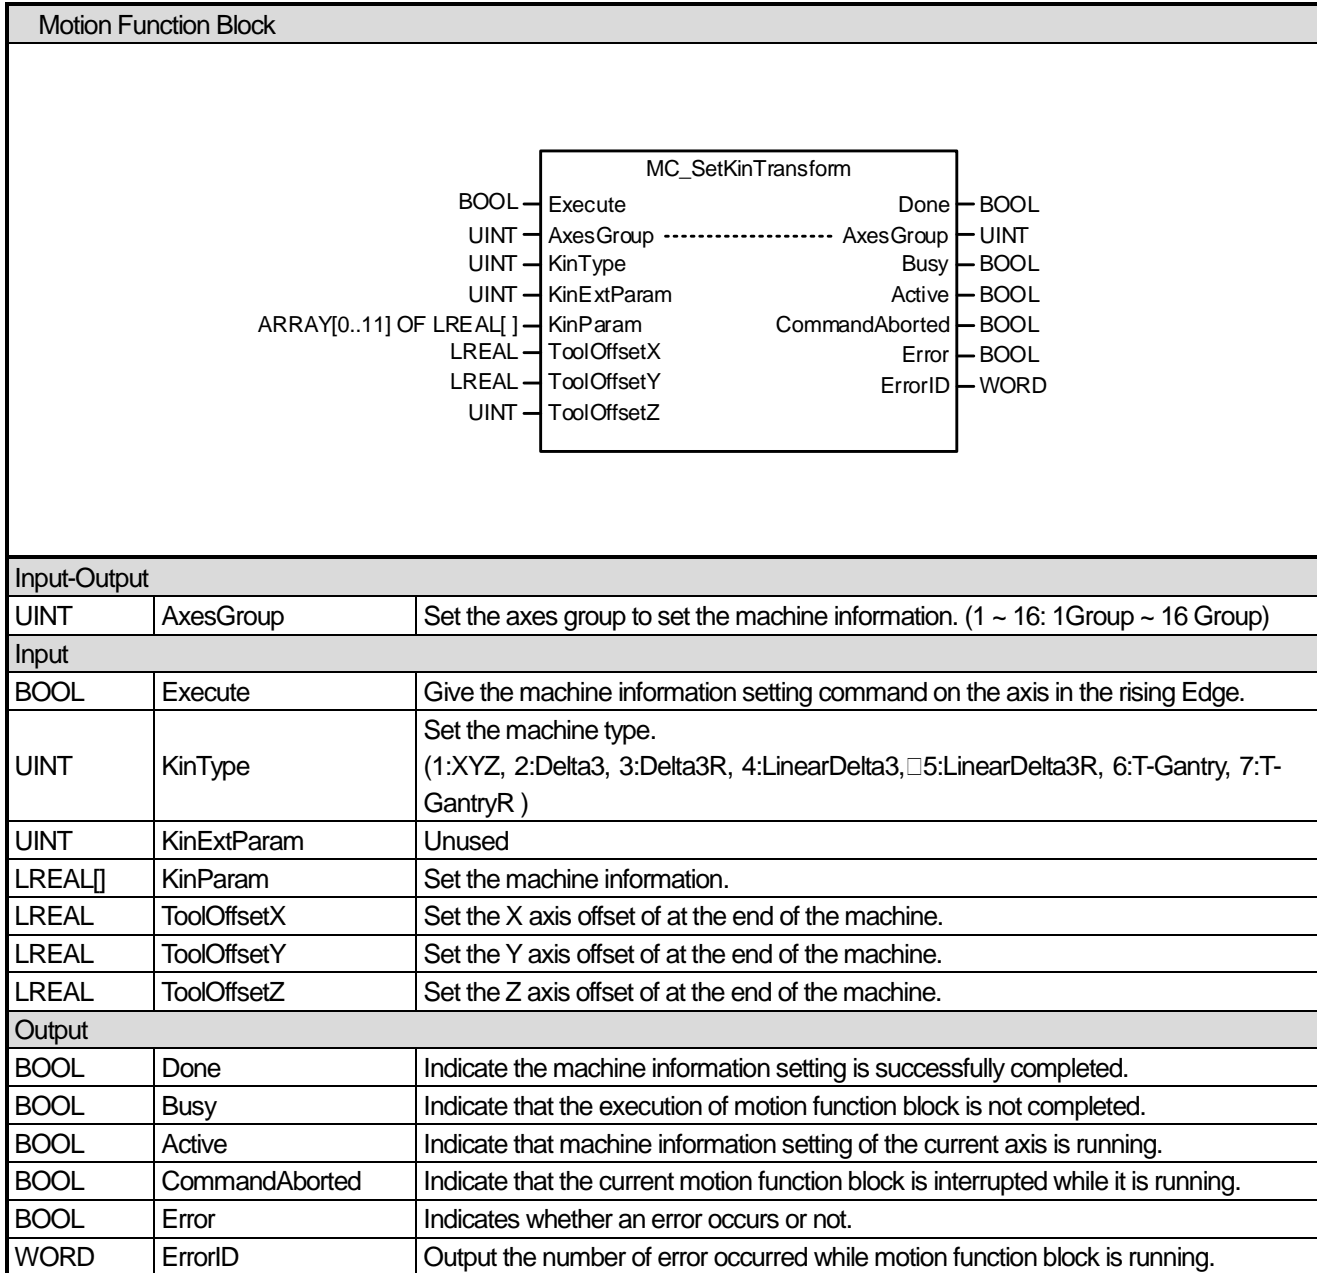 Motion Function Block
MC_SetKinTransform
BOOL Execute Done BOOL
UINT AxesGroup AxesGroup UINT
UINT KinType Busy BOOL
UINT KinExtParam Active BOOL
ARRAY[0..11] OF LREAL[ ] KinParam CommandAborted BOOL
LREAL ToolOffsetX Error BOOL
LREAL ToolOffsetY ErrorID WORD
UINT ToolOffsetZ
Input-Output
UINT AxesGroup Set the axes group to set the machine information. (1 ~ 16: 1Group ~ 16 Group)
Input
BOOL Execute Give the machine information setting command on the axis in the rising Edge.
UINT KinType Set the machine type.
(1:XYZ, 2:Delta3, 3:Delta3R, 4:LinearDelta3,□5:LinearDelta3R, 6:T-Gantry, 7:T-
GantryR )
UINT KinExtParam Unused
LREAL[] KinParam Set the machine information.
LREAL ToolOffsetX Set the X axis offset of at the end of the machine.
LREAL ToolOffsetY Set the Y axis offset of at the end of the machine.
LREAL ToolOffsetZ Set the Z axis offset of at the end of the machine.
Output
BOOL Done Indicate the machine information setting is successfully completed.
BOOL Busy Indicate that the execution of motion function block is not completed.
BOOL Active Indicate that machine information setting of the current axis is running.
BOOL CommandAborted Indicate that the current motion function block is interrupted while it is running.
BOOL Error Indicates whether an error occurs or not.
WORD ErrorID Output the number of error occurred while motion function block is running.